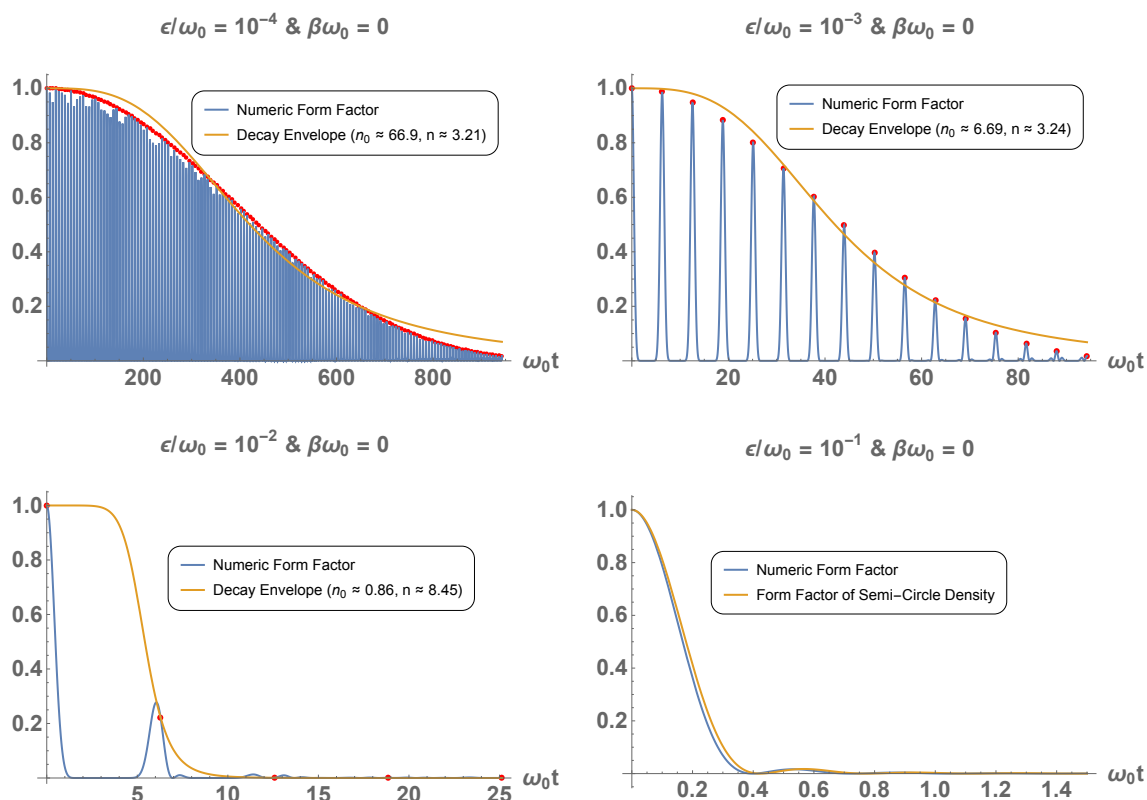 ϵ/ω₀ = 10⁻⁴ & βω₀ = 0
1.0
0.8
0.6
0.4
0.2
200
400
600
800
ω₀t
Numeric Form Factor
Decay Envelope (n₀ ≈ 66.9, n ≈ 3.21)
ϵ/ω₀ = 10⁻³ & βω₀ = 0
1.0
0.8
0.6
0.4
0.2
20
40
60
80
ω₀t
Numeric Form Factor
Decay Envelope (n₀ ≈ 6.69, n ≈ 3.24)
ϵ/ω₀ = 10⁻² & βω₀ = 0
1.0
0.8
0.6
0.4
0.2
5
10
15
20
25
ω₀t
Numeric Form Factor
Decay Envelope (n₀ ≈ 0.86, n ≈ 8.45)
ϵ/ω₀ = 10⁻¹ & βω₀ = 0
1.0
0.8
0.6
0.4
0.2
0.2
0.4
0.6
0.8
1.0
1.2
1.4
ω₀t
Numeric Form Factor
Form Factor of Semi−Circle Density